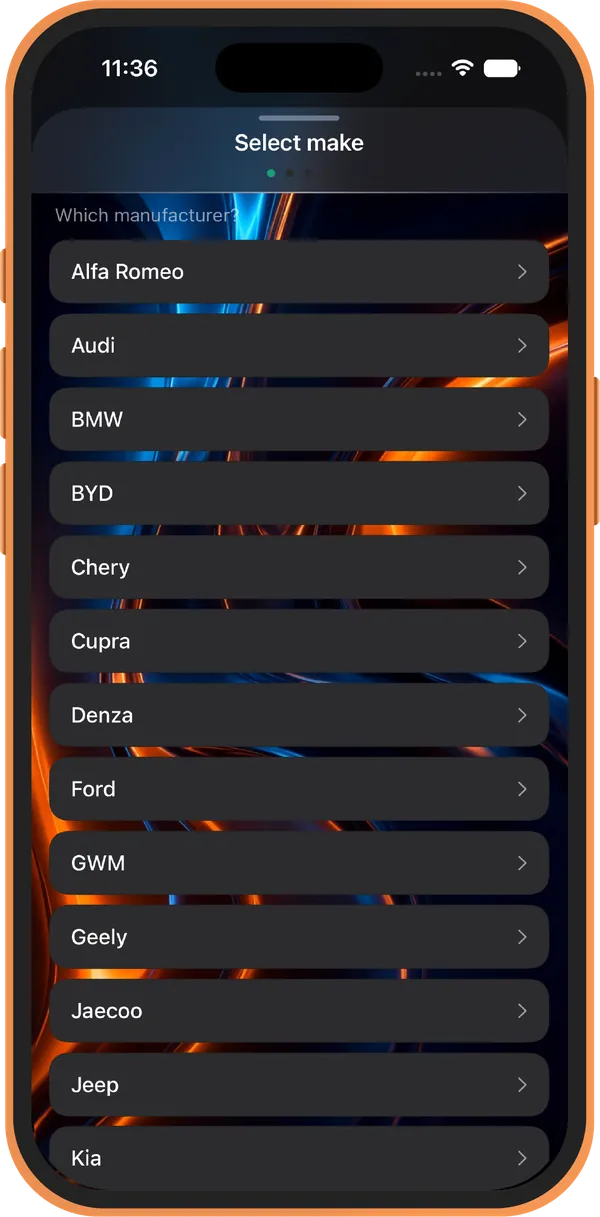 11:36
Select make
Which manufacturer?
Alfa Romeo
Audi
BMW
BYD
Chery
Cupra
Denza
Ford
GWM
Geely
Jaecoo
Jeep
Kia